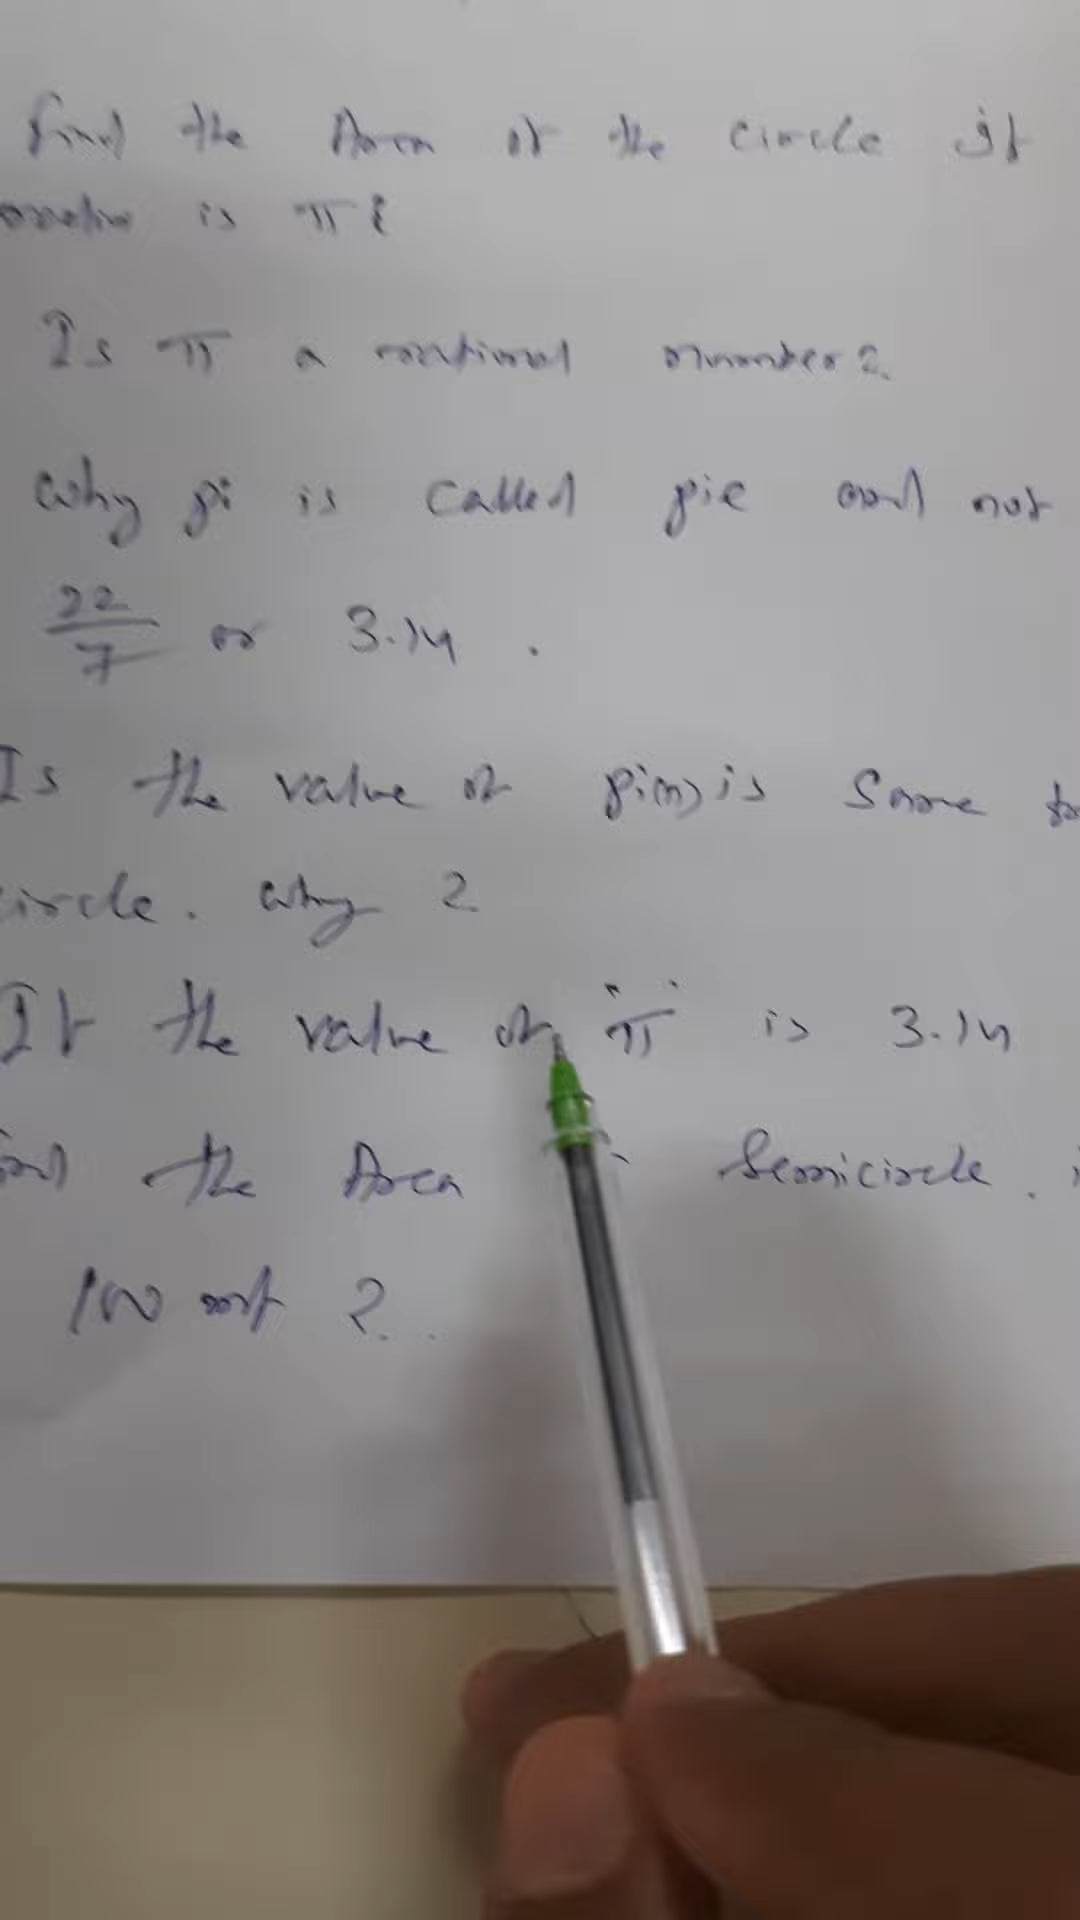 find the Area of the circle if
is π?
Is π a rational number?
Why pi is called pie and not
22/7 or 3.14 .
Is the value of pi(π) is Same for
circle. why ?
If the value of "π" is 3.14
find the Area Semicircle. i
100 ?